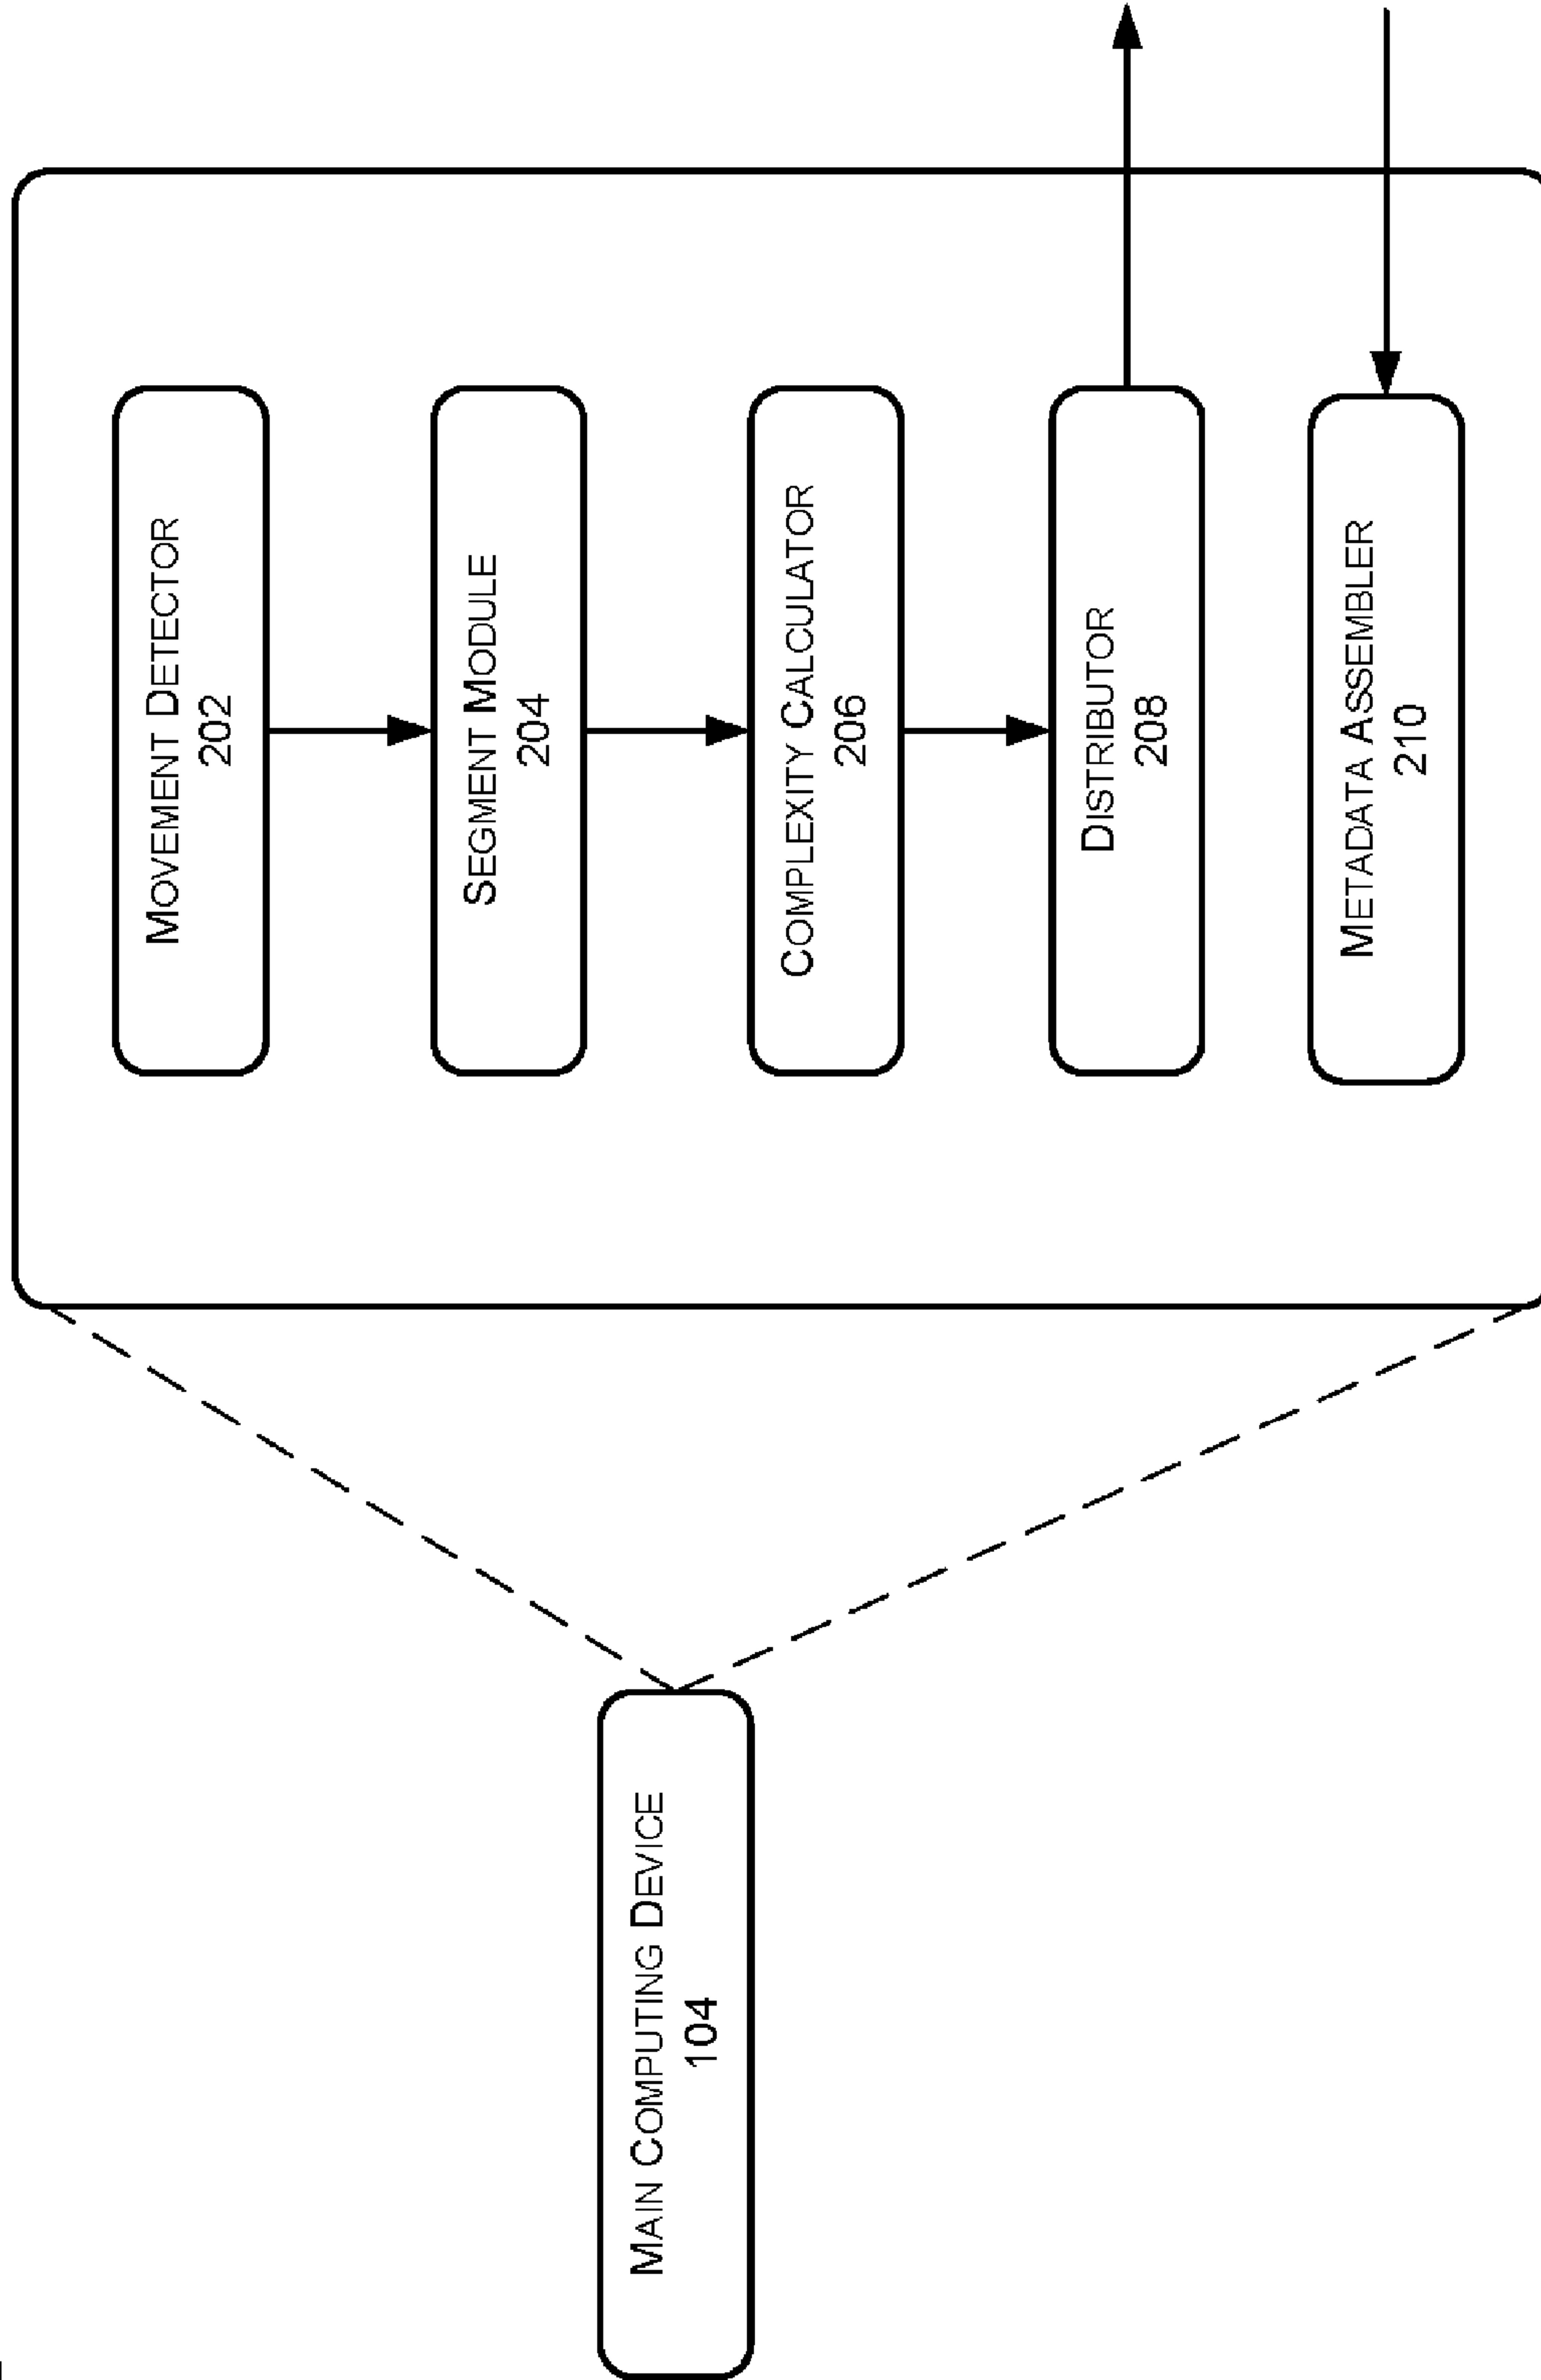 MAIN COMPUTING DEVICE
104
MOVEMENT DETECTOR
202
SEGMENT MODULE
204
COMPLEXITY CALCULATOR
206
DISTRIBUTOR
208
METADATA ASSEMBLER
210